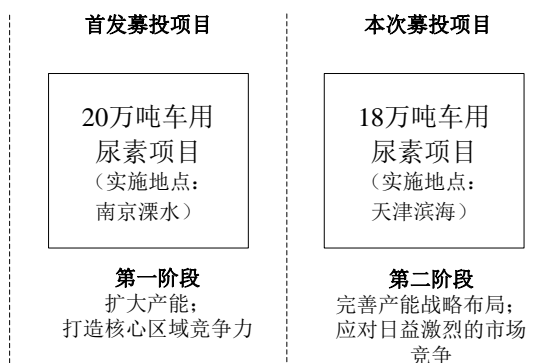 首发募投项目
20万吨车用
尿素项目
（实施地点：
南京溧水）
第一阶段
扩大产能；
打造核心区域竞争力
本次募投项目
18万吨车用
尿素项目
（实施地点：
天津滨海）
第二阶段
完善产能战略布局；
应对日益激烈的市场
竞争